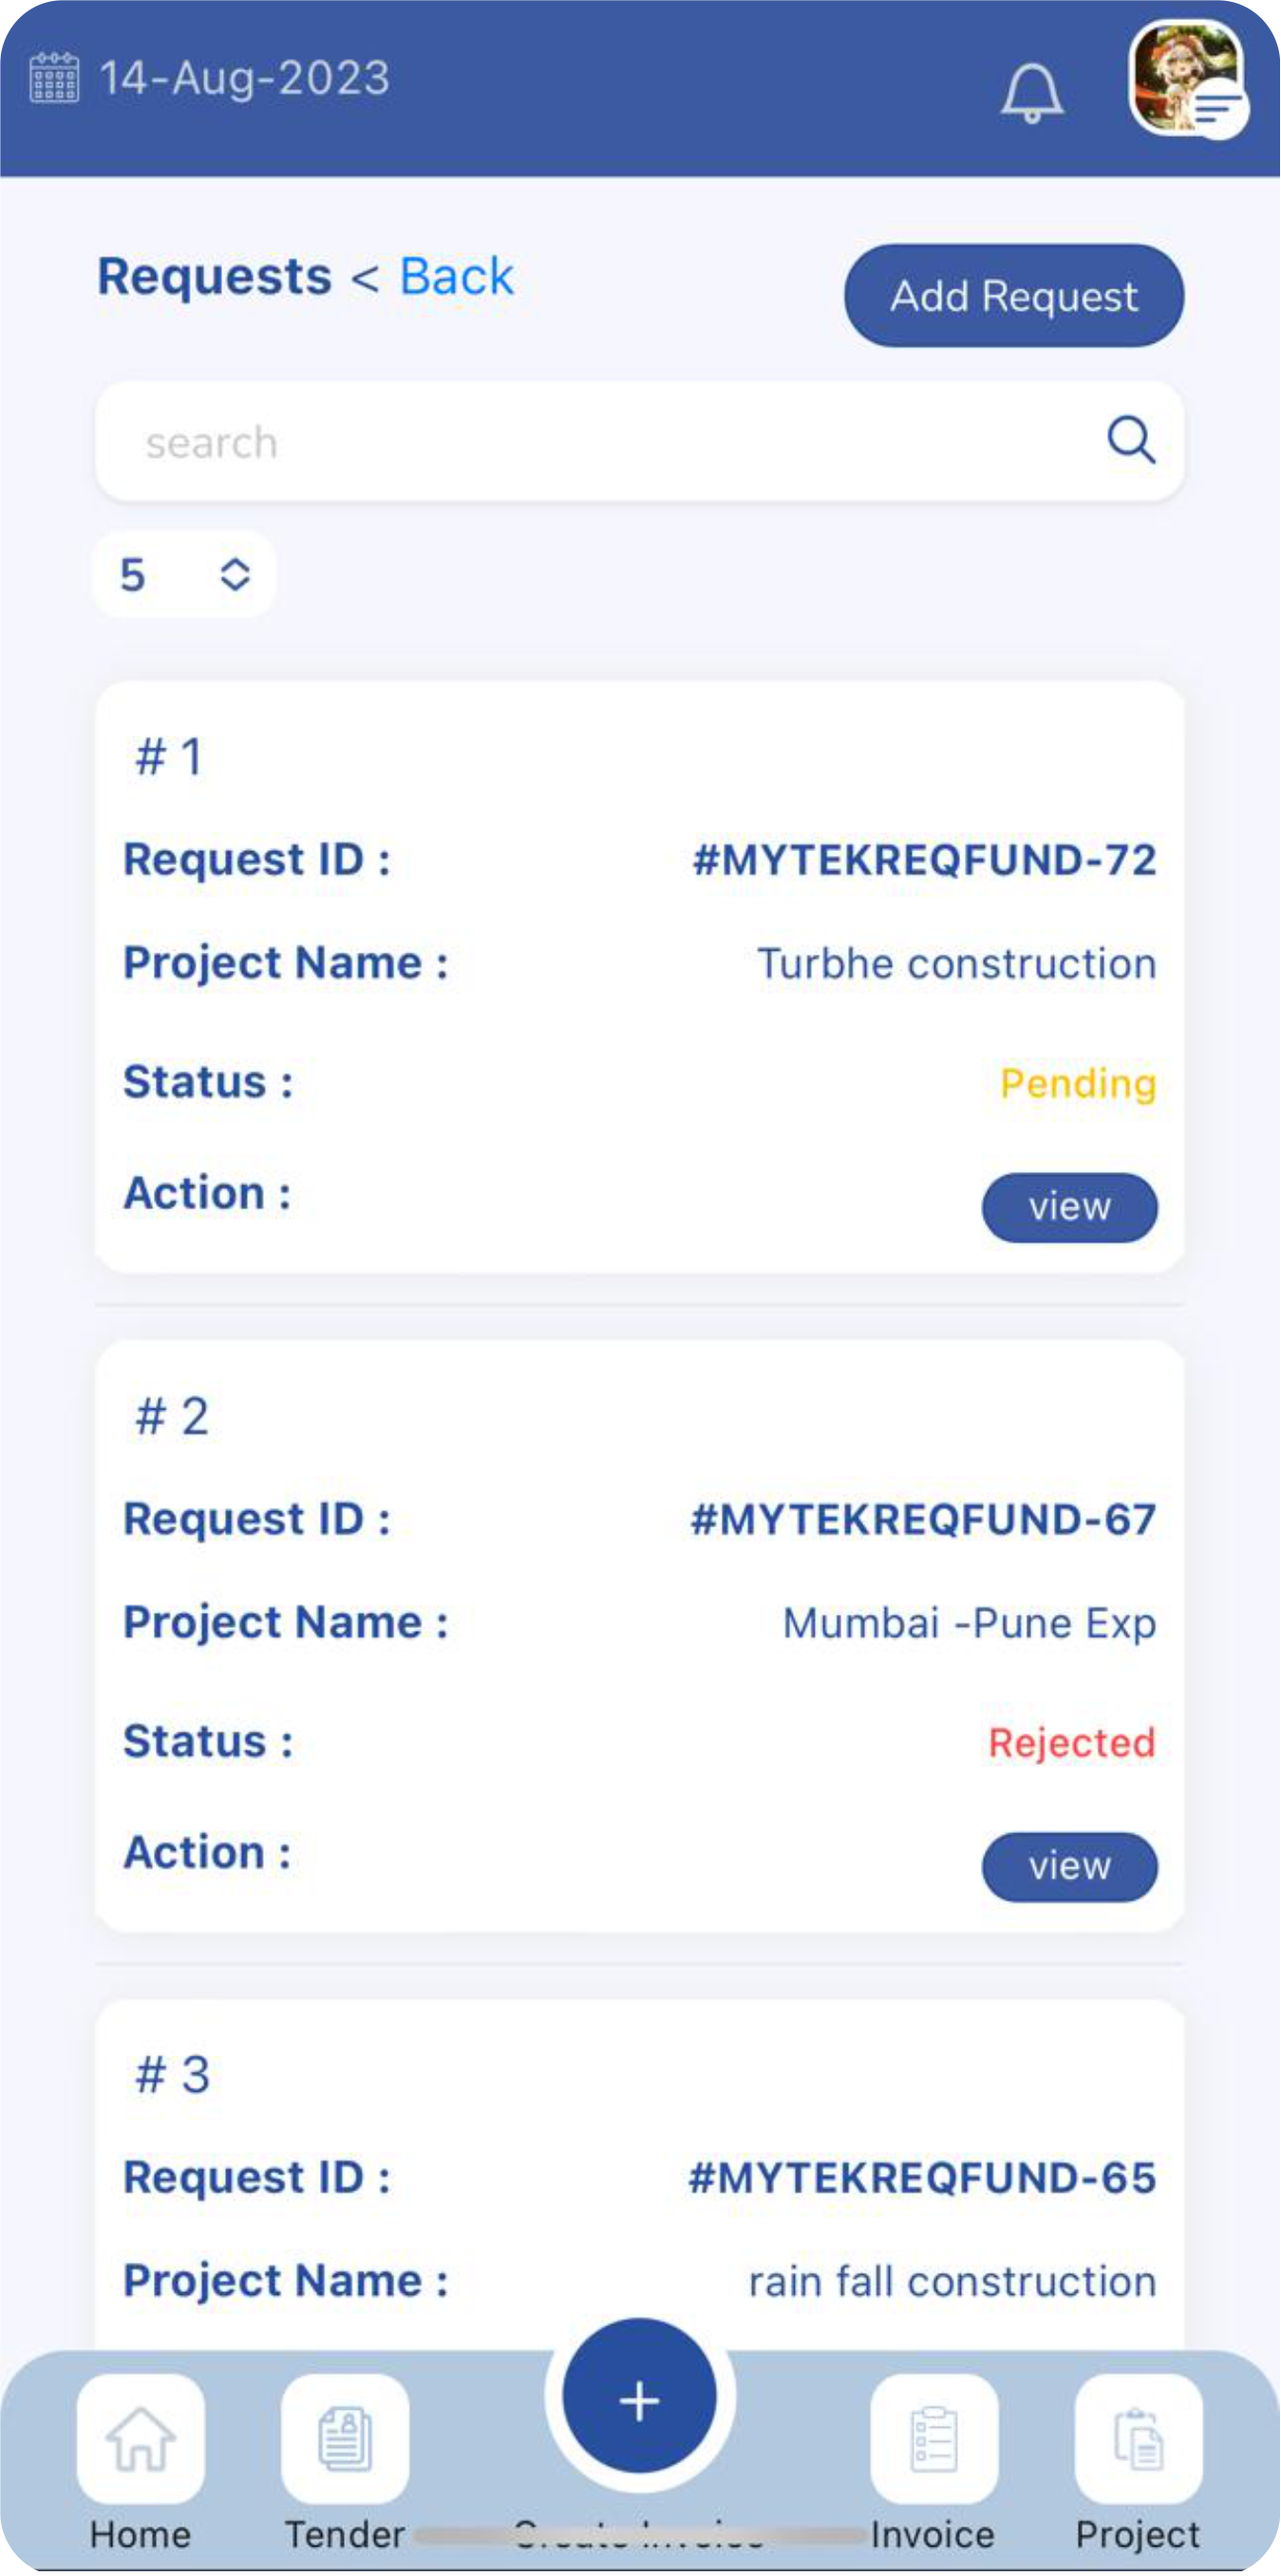 14-Aug-2023
Requests < Back
Add Request
search
5
# 1
Request ID : #MYTEKREQFUND-72
Project Name : Turbhe construction
Status : Pending
Action : view
# 2
Request ID : #MYTEKREQFUND-67
Project Name : Mumbai -Pune Exp
Status : Rejected
Action : view
# 3
Request ID : #MYTEKREQFUND-65
Project Name : rain fall construction
+
Home Tender Create Invoice Invoice Project